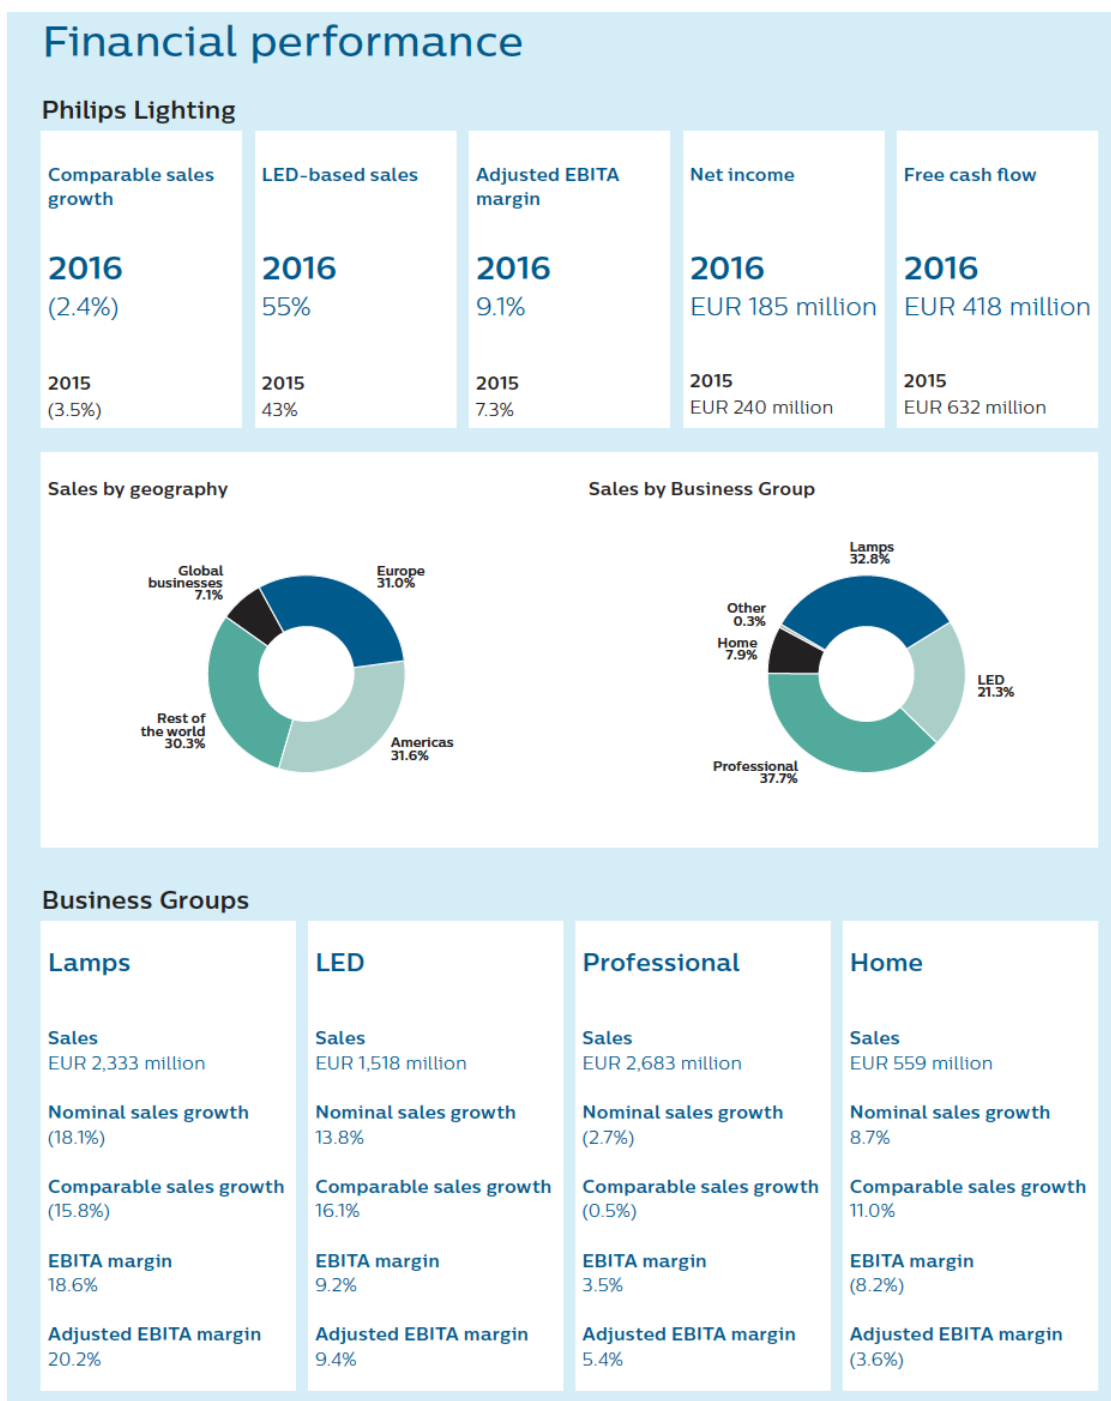 Financial performance
Philips Lighting
Comparable sales
growth
2016
(2.4%)
2015
(3.5%)
LED-based sales
2016
55%
2015
43%
Adjusted EBITA
margin
2016
9.1%
2015
7.3%
Net income
2016
EUR 185 million
2015
EUR 240 million
Free cash flow
2016
EUR 418 million
2015
EUR 632 million
Sales by geography
Global
businesses
7.1%
Europe
31.0%
Rest of
the world
30.3%
Americas
31.6%
Sales by Business Group
Lamps
32.8%
Other
0.3%
Home
7.9%
LED
21.3%
Professional
37.7%
Business Groups
Lamps
Sales
EUR 2,333 million
Nominal sales growth
(18.1%)
Comparable sales growth
(15.8%)
EBITA margin
18.6%
Adjusted EBITA margin
20.2%
LED
Sales
EUR 1,518 million
Nominal sales growth
13.8%
Comparable sales growth
16.1%
EBITA margin
9.2%
Adjusted EBITA margin
9.4%
Professional
Sales
EUR 2,683 million
Nominal sales growth
(2.7%)
Comparable sales growth
(0.5%)
EBITA margin
3.5%
Adjusted EBITA margin
5.4%
Home
Sales
EUR 559 million
Nominal sales growth
8.7%
Comparable sales growth
11.0%
EBITA margin
(8.2%)
Adjusted EBITA margin
(3.6%)